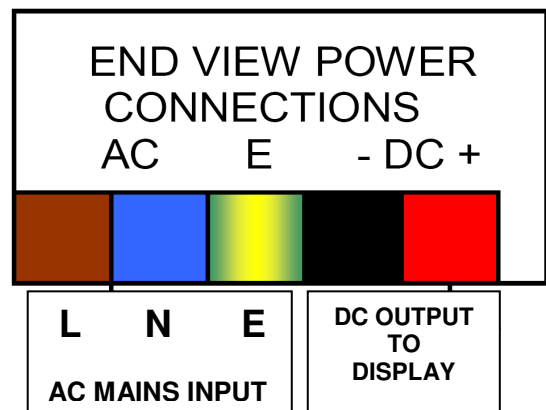 END VIEW POWER
CONNECTIONS
AC E - DC +
L N E
AC MAINS INPUT
DC OUTPUT
TO
DISPLAY